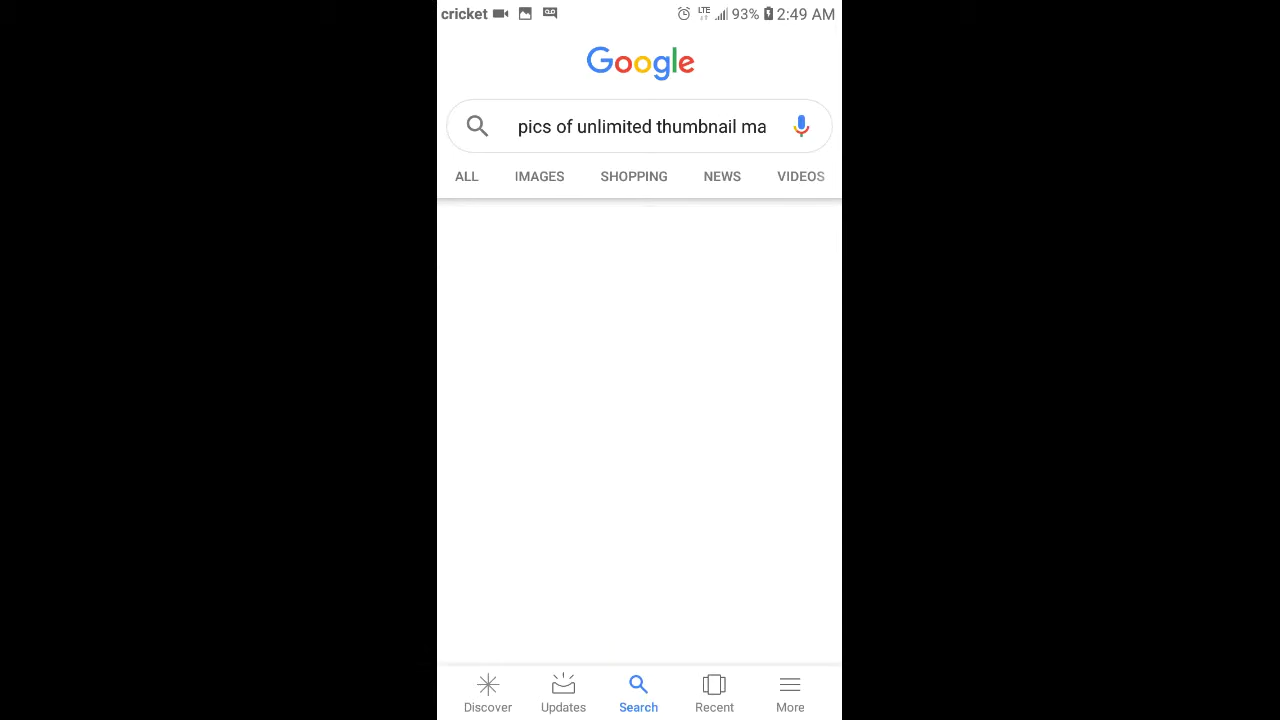 cricket LTE 93% 2:49 AM
Google
pics of unlimited thumbnail ma
ALL IMAGES SHOPPING NEWS VIDEOS
Discover Updates Search Recent More